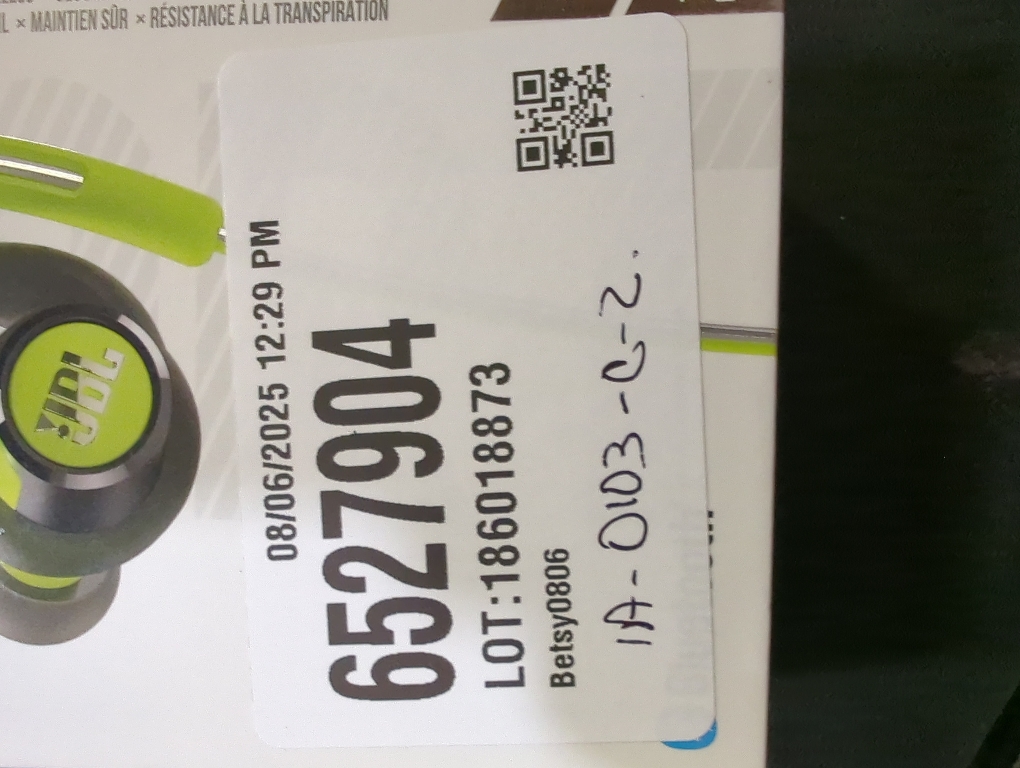 × MAINTIEN SÛR × RÉSISTANCE À LA TRANSPIRATION
JBL
08/06/2025 12:29 PM
6527904
LOT:186018873
Betsy0806
1A-0103-C-2.